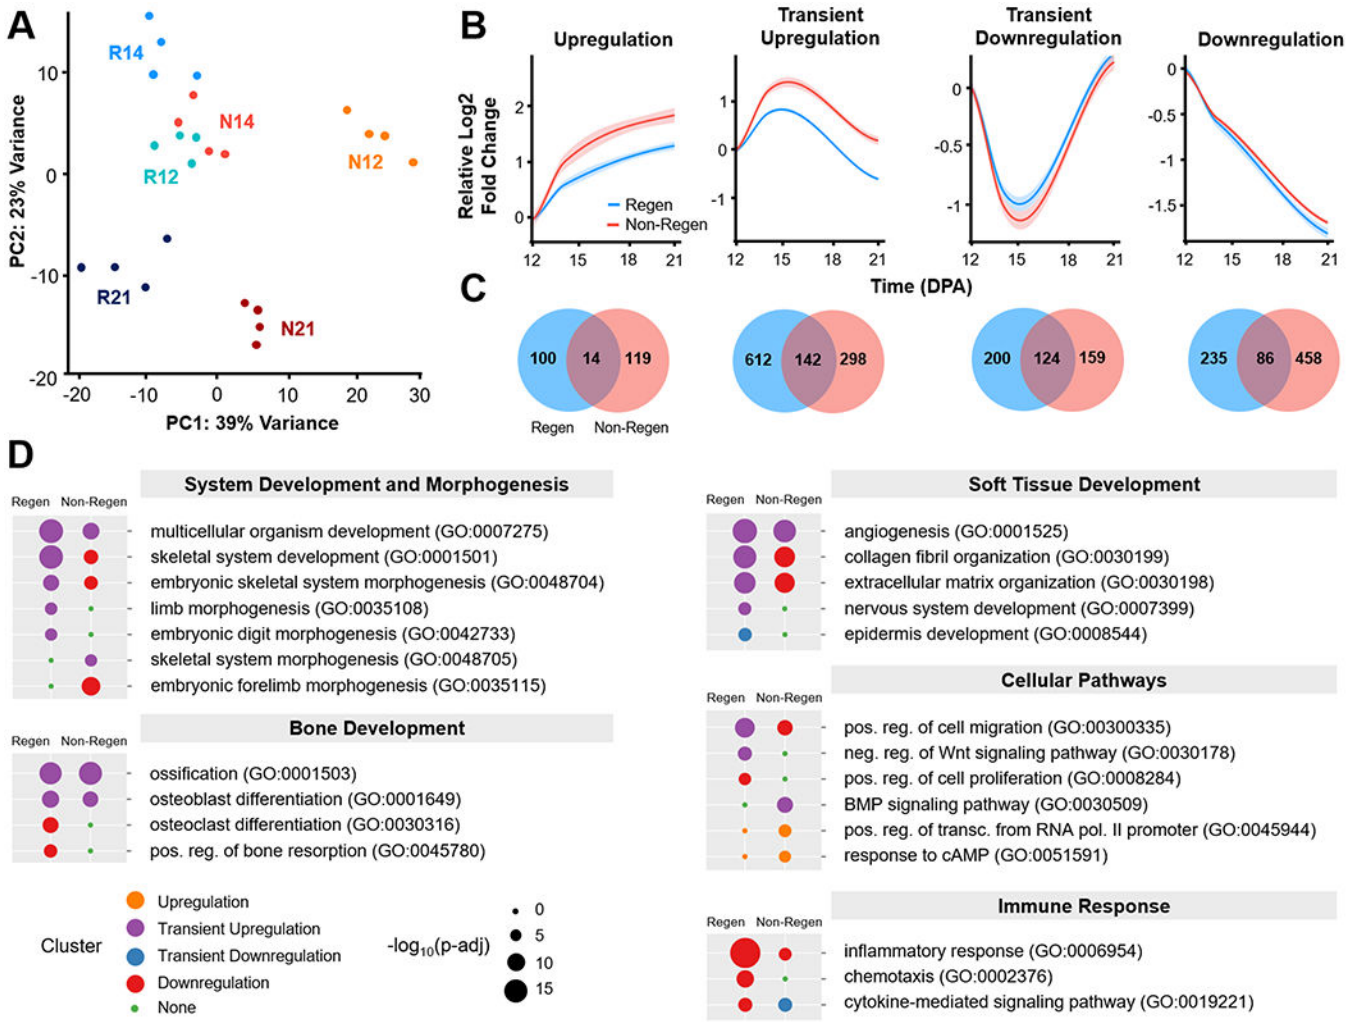 A
PC2: 23% Variance
10
0
-10
-20
-20
-10
0
10
20
30
PC1: 39% Variance
R14
N14
R12
N12
R21
N21
B
Relative Log2
Fold Change
Upregulation
2
1
0
12
15
18
21
Regen
Non-Regen
Transient
Upregulation
1
0
-1
12
15
18
21
Transient
Downregulation
0
-0.5
-1
12
15
18
21
Downregulation
0
-0.5
-1
-1.5
12
15
18
21
Time (DPA)
C
100
14
119
Regen
Non-Regen
612
142
298
200
124
159
235
86
458
D
System Development and Morphogenesis
Regen
Non-Regen
multicellular organism development (GO:0007275)
skeletal system development (GO:0001501)
embryonic skeletal system morphogenesis (GO:0048704)
limb morphogenesis (GO:0035108)
embryonic digit morphogenesis (GO:0042733)
skeletal system morphogenesis (GO:0048705)
embryonic forelimb morphogenesis (GO:0035115)
Bone Development
Regen
Non-Regen
ossification (GO:0001503)
osteoblast differentiation (GO:0001649)
osteoclast differentiation (GO:0030316)
pos. reg. of bone resorption (GO:0045780)
Cluster
Upregulation
Transient Upregulation
Transient Downregulation
Downregulation
None
-log10(p-adj)
0
5
10
15
Soft Tissue Development
Regen
Non-Regen
angiogenesis (GO:0001525)
collagen fibril organization (GO:0030199)
extracellular matrix organization (GO:0030198)
nervous system development (GO:0007399)
epidermis development (GO:0008544)
Cellular Pathways
Regen
Non-Regen
pos. reg. of cell migration (GO:00300335)
neg. reg. of Wnt signaling pathway (GO:0030178)
pos. reg. of cell proliferation (GO:0008284)
BMP signaling pathway (GO:0030509)
pos. reg. of transc. from RNA pol. II promoter (GO:0045944)
response to cAMP (GO:0051591)
Immune Response
Regen
Non-Regen
inflammatory response (GO:0006954)
chemotaxis (GO:0002376)
cytokine-mediated signaling pathway (GO:0019221)